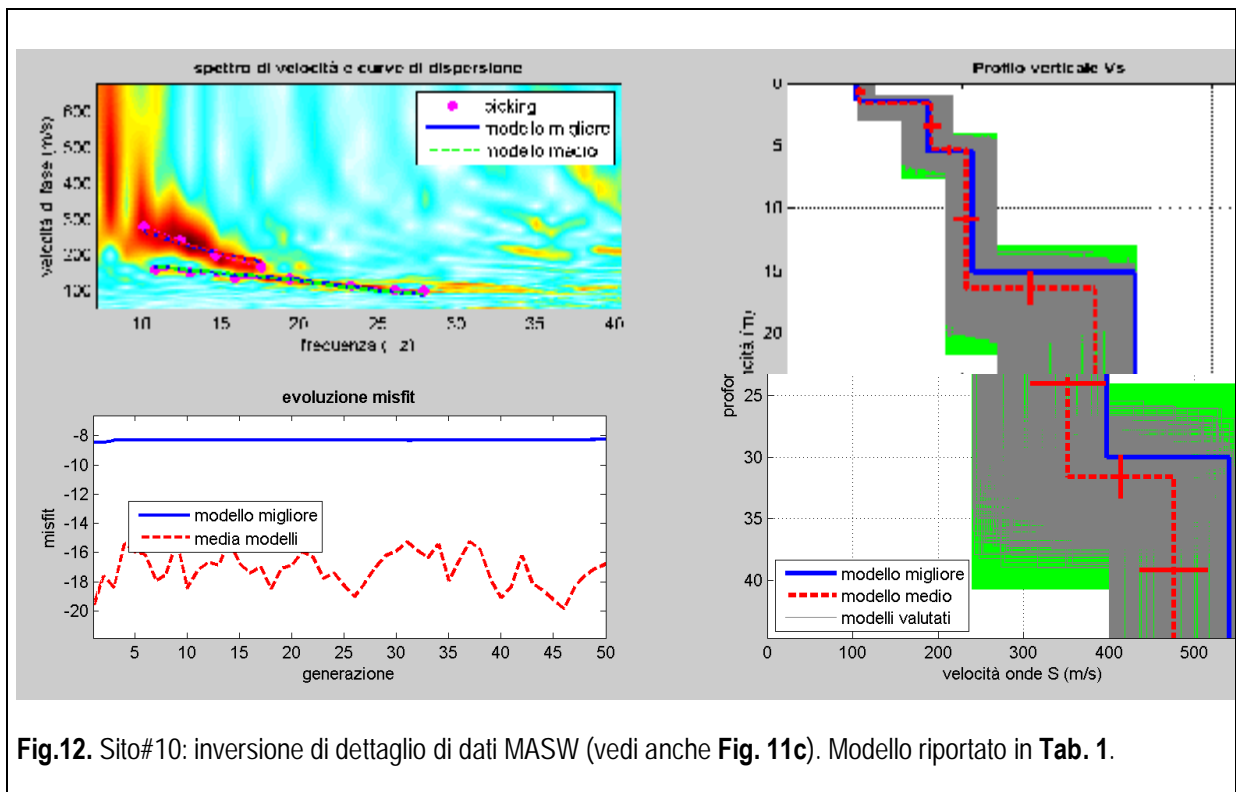 spettro di velocità e curve di dispersione
velocità di fase (m/s)
600
500
400
300
200
100
picking
modello migliore
modello medio
10
15
20
25
30
35
40
evoluzione misfit
misfit
-8
-10
-12
-14
-16
-18
-20
modello migliore
media modelli
5
10
15
20
25
30
35
40
45
50
generazione
Profilo verticale Vs
0
5
10
15
20
25
30
35
40
modello migliore
modello medio
modelli valutati
0
100
200
300
400
500
velocità onde S (m/s)
Fig.12. Sito#10: inversione di dettaglio di dati MASW (vedi anche Fig. 11c). Modello riportato in Tab. 1.